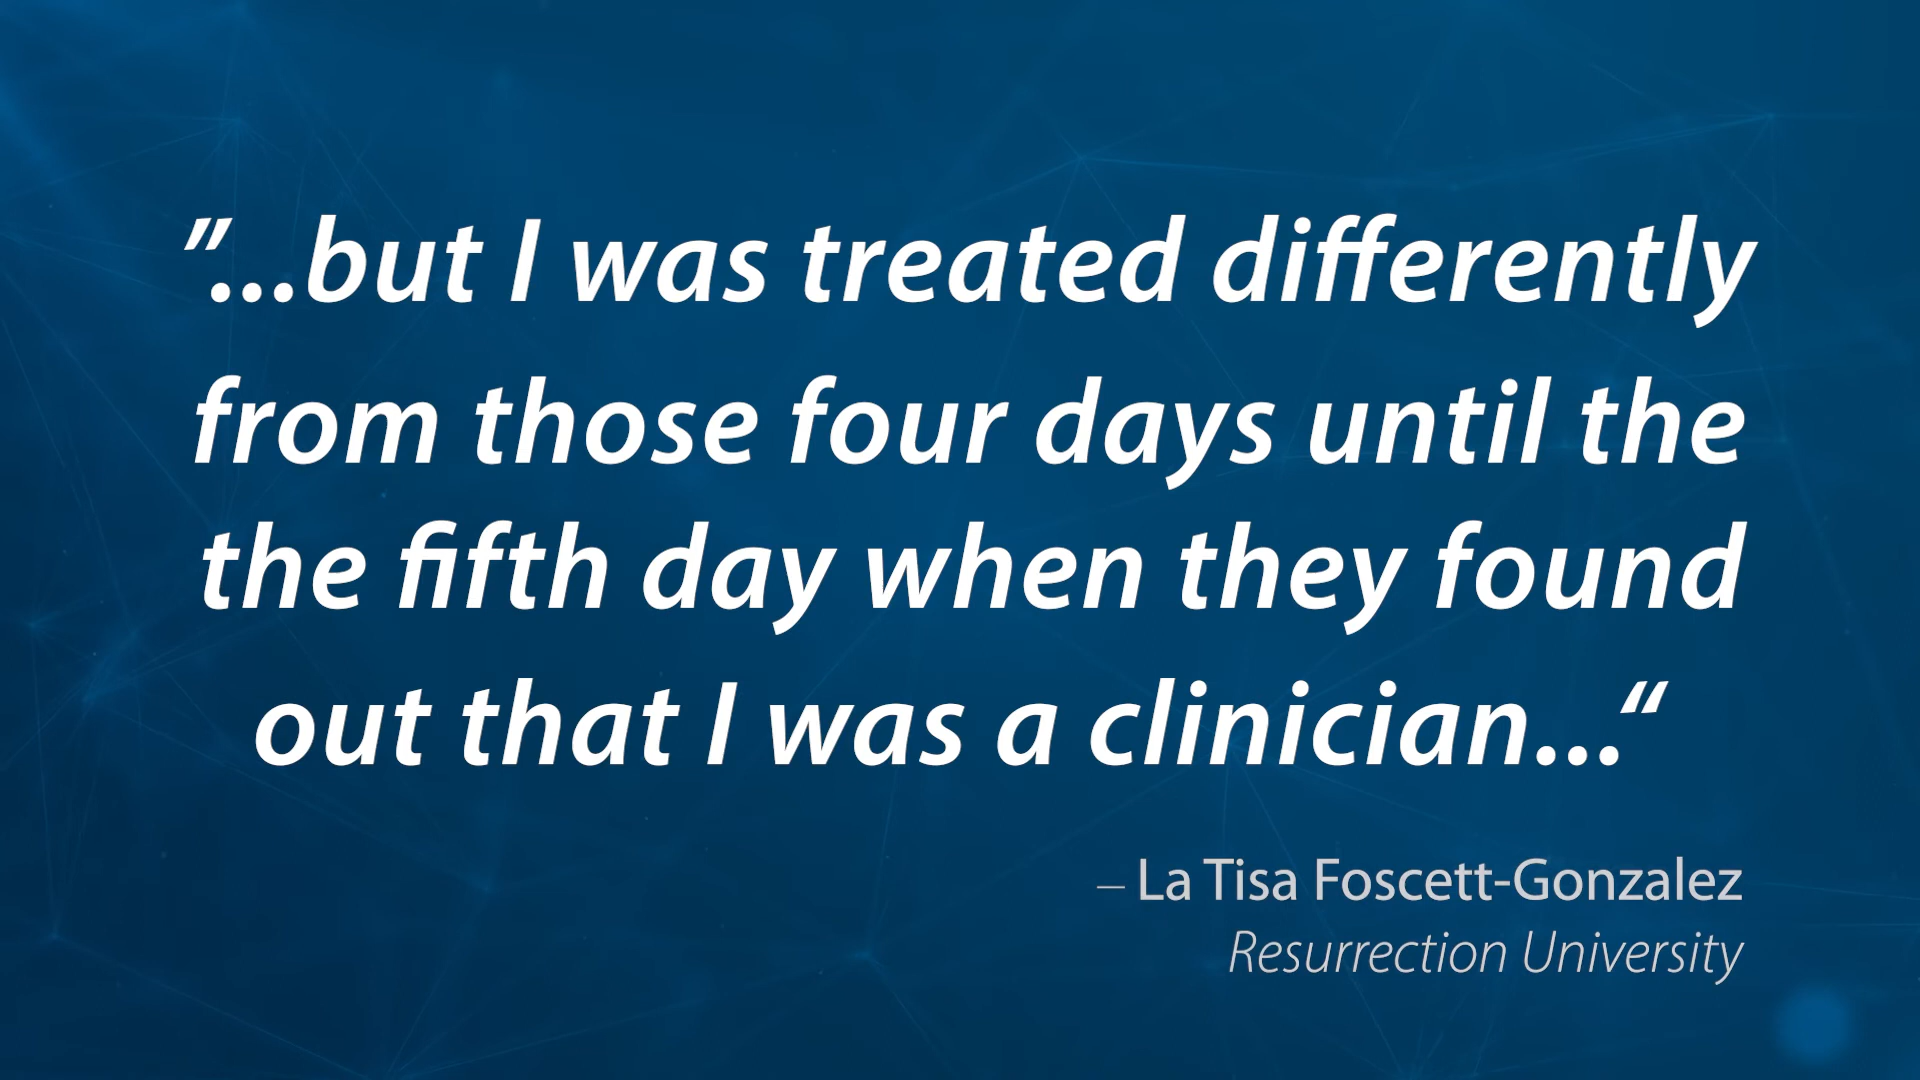 ”...but I was treated differently
from those four days until the
the fifth day when they found
out that I was a clinician...“
– La Tisa Foscett-Gonzalez
Resurrection University